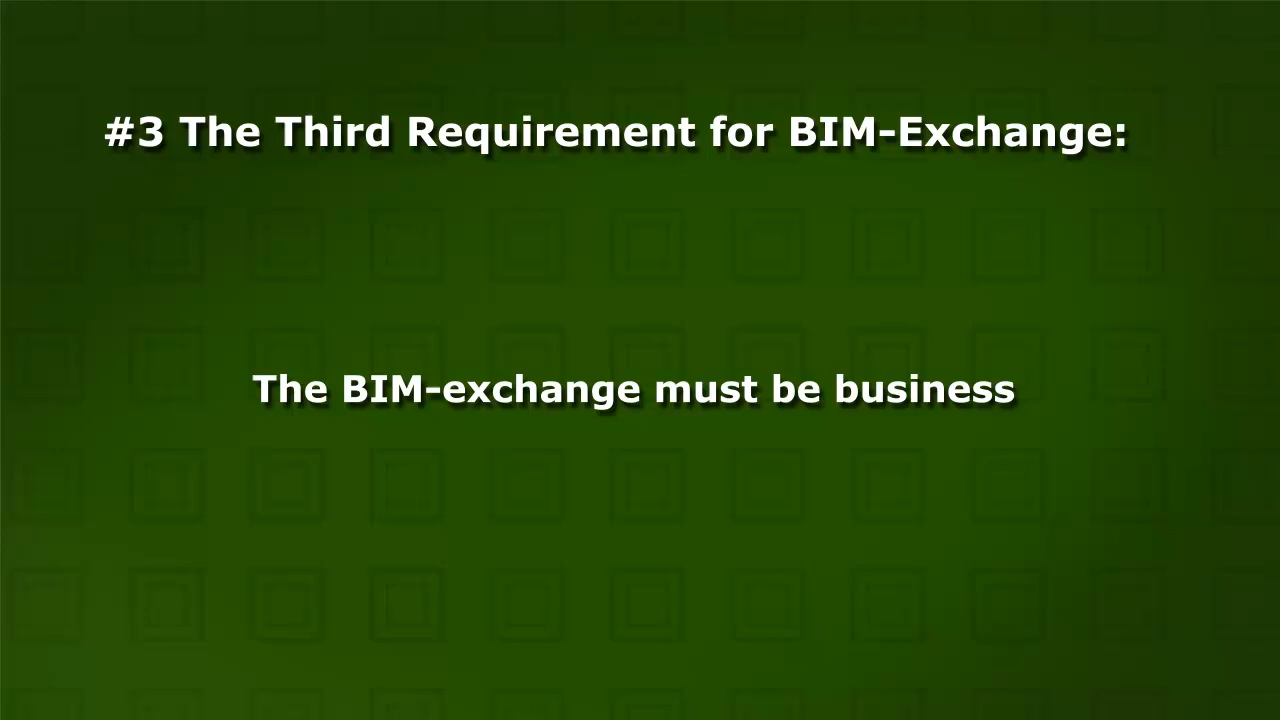 #3 The Third Requirement for BIM-Exchange:
The BIM-exchange must be business